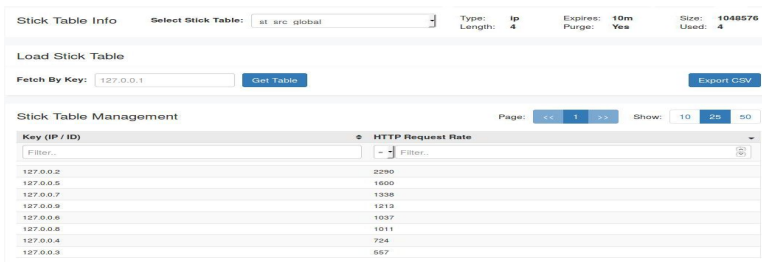 Stick Table Info Select Stick Table: st_src_global Type: ip Expires: 10m Size: 1048576
Length: 4 Purge: Yes Used: 4
Load Stick Table
Fetch By Key: 127.0.0.1 Get Table Export CSV
Stick Table Management Page: << 1 >> Show: 10 25 50
Key (IP / ID) HTTP Request Rate
Filter.. = Filter..
127.0.0.2 2290
127.0.0.5 1600
127.0.0.7 1338
127.0.0.9 1213
127.0.0.6 1037
127.0.0.8 1011
127.0.0.4 724
127.0.0.3 557